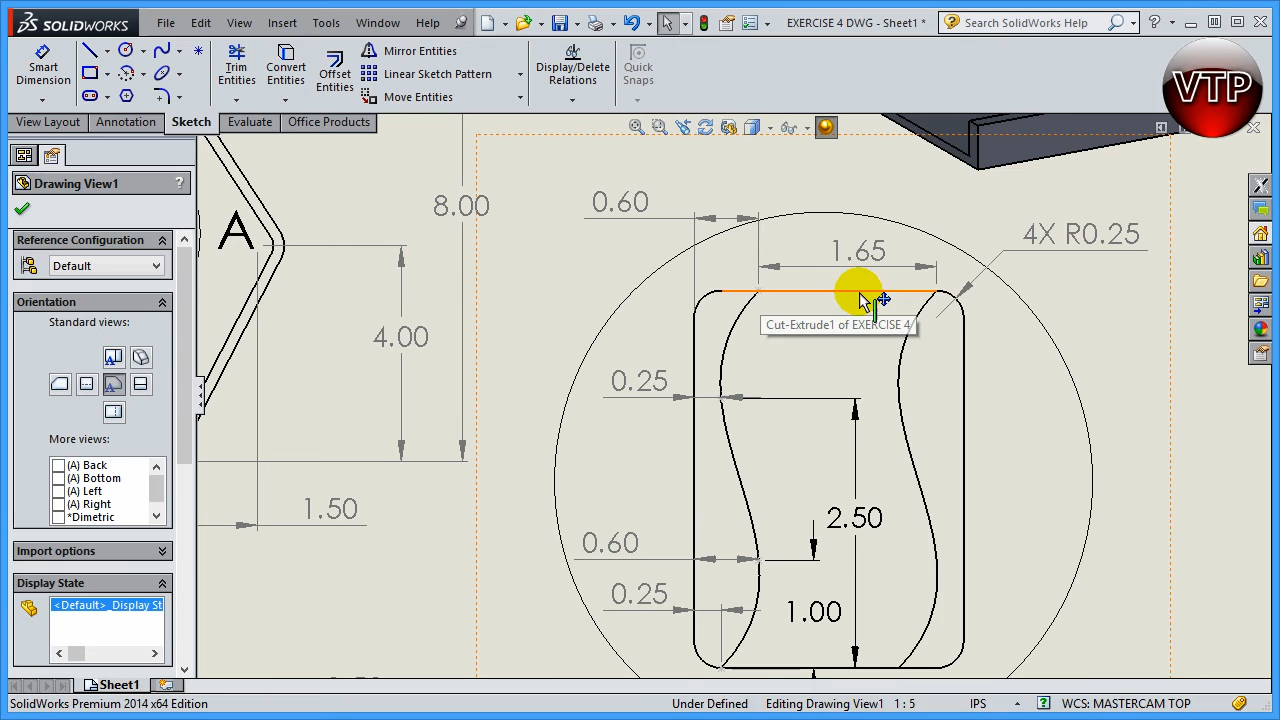 SOLIDWORKS File Edit View Insert Tools Window Help EXERCISE 4 DWG - Sheet1 * Search SolidWorks Help ?
Smart Dimension
Trim Entities
Convert Entities
Offset Entities
Mirror Entities
Linear Sketch Pattern
Move Entities
Display/Delete Relations
Quick Snaps
VTP
View Layout Annotation Sketch Evaluate Office Products
Drawing View1 ?
Reference Configuration
Default
Orientation
Standard views:
More views:
(A) Back
(A) Bottom
(A) Left
(A) Right
*Dimetric
Import options
Display State
<Default>_Display St
A
8.00
4.00
1.50
0.60
1.65
4X R0.25
Cut-Extrude1 of EXERCISE 4
0.25
2.50
0.60
0.25
1.00
Sheet1
SolidWorks Premium 2014 x64 Edition Under Defined Editing Drawing View1 1 : 5 IPS ? WCS: MASTERCAM TOP